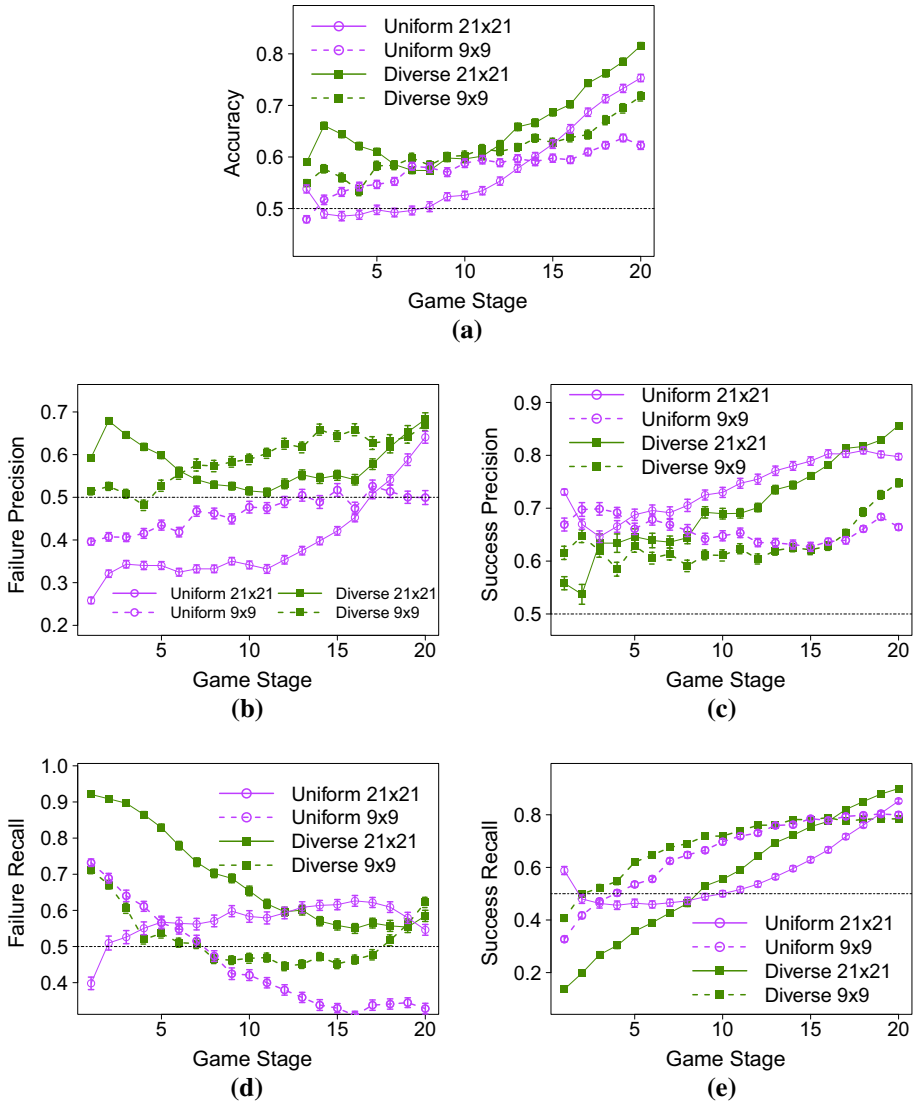 Uniform 21x21
Uniform 9x9
Diverse 21x21
Diverse 9x9
Accuracy
0.8
0.7
0.6
0.5
5 10 15 20
Game Stage
(a)
Failure Precision
0.7
0.6
0.5
0.4
0.3
0.2
Uniform 21x21 Diverse 21x21
Uniform 9x9 Diverse 9x9
5 10 15 20
Game Stage
(b)
Success Precision
0.9
0.8
0.7
0.6
0.5
Uniform 21x21
Uniform 9x9
Diverse 21x21
Diverse 9x9
5 10 15 20
Game Stage
(c)
Failure Recall
1.0
0.9
0.8
0.7
0.6
0.5
0.4
Uniform 21x21
Uniform 9x9
Diverse 21x21
Diverse 9x9
5 10 15 20
Game Stage
(d)
Success Recall
0.8
0.6
0.4
0.2
Uniform 21x21
Uniform 9x9
Diverse 21x21
Diverse 9x9
5 10 15 20
Game Stage
(e)